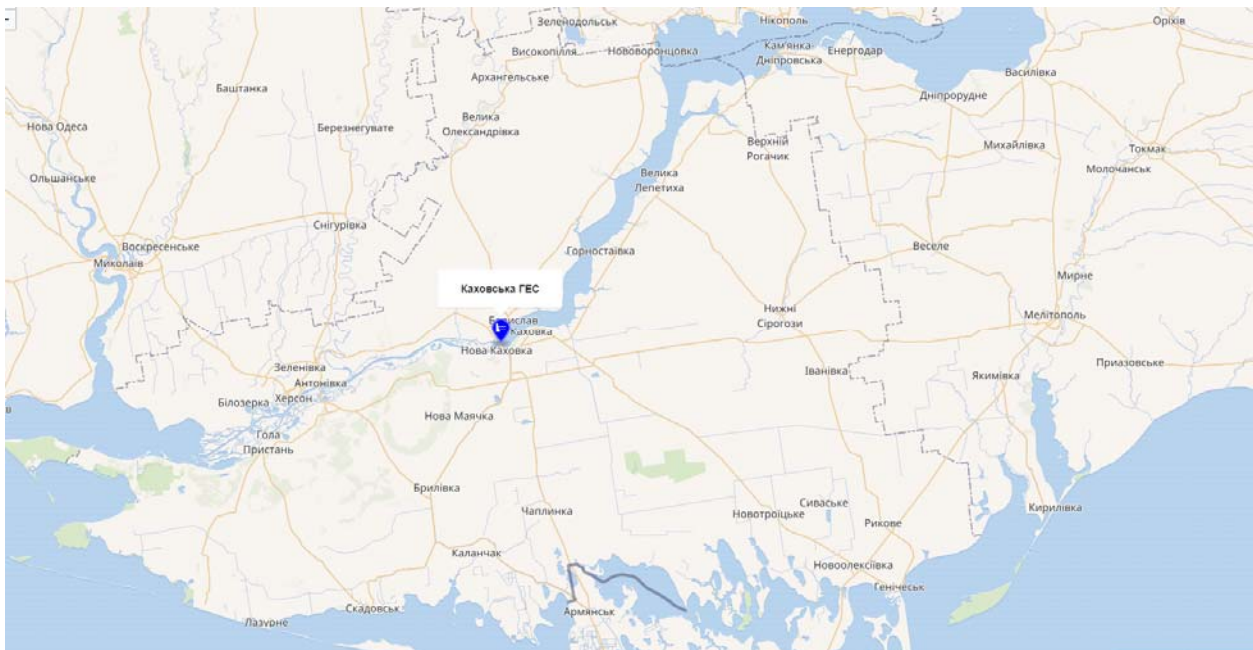 Зеленодольськ
Нікополь
Оріхів
Високопілля
Нововоронцовка
Кам'янка-
Дніпровська
Енергодар
Архангельське
Василівка
Баштанка
Дніпрорудне
Нова Одеса
Березнегувате
Велика
Олександрівка
Верхній
Рогачик
Михайлівка
Токмак
Молочанськ
Ольшанське
Велика
Лепетиха
Снігурівка
Воскресенське
Миколаїв
Горностаївка
Веселе
Мирне
Каховська ГЕС
Нижні
Сірогози
Мелітополь
Каховка
Нова Каховка
Зеленівка
Антонівка
Білозерка
Херсон
Іванівка
Якимівка
Приазовське
Нова Маячка
Гола
Пристань
Брилівка
Чаплинка
Новотроїцьке
Сиваське
Рикове
Кирилівка
Каланчак
Новоолексіївка
Генічеськ
Скадовськ
Армянськ
Лазурне